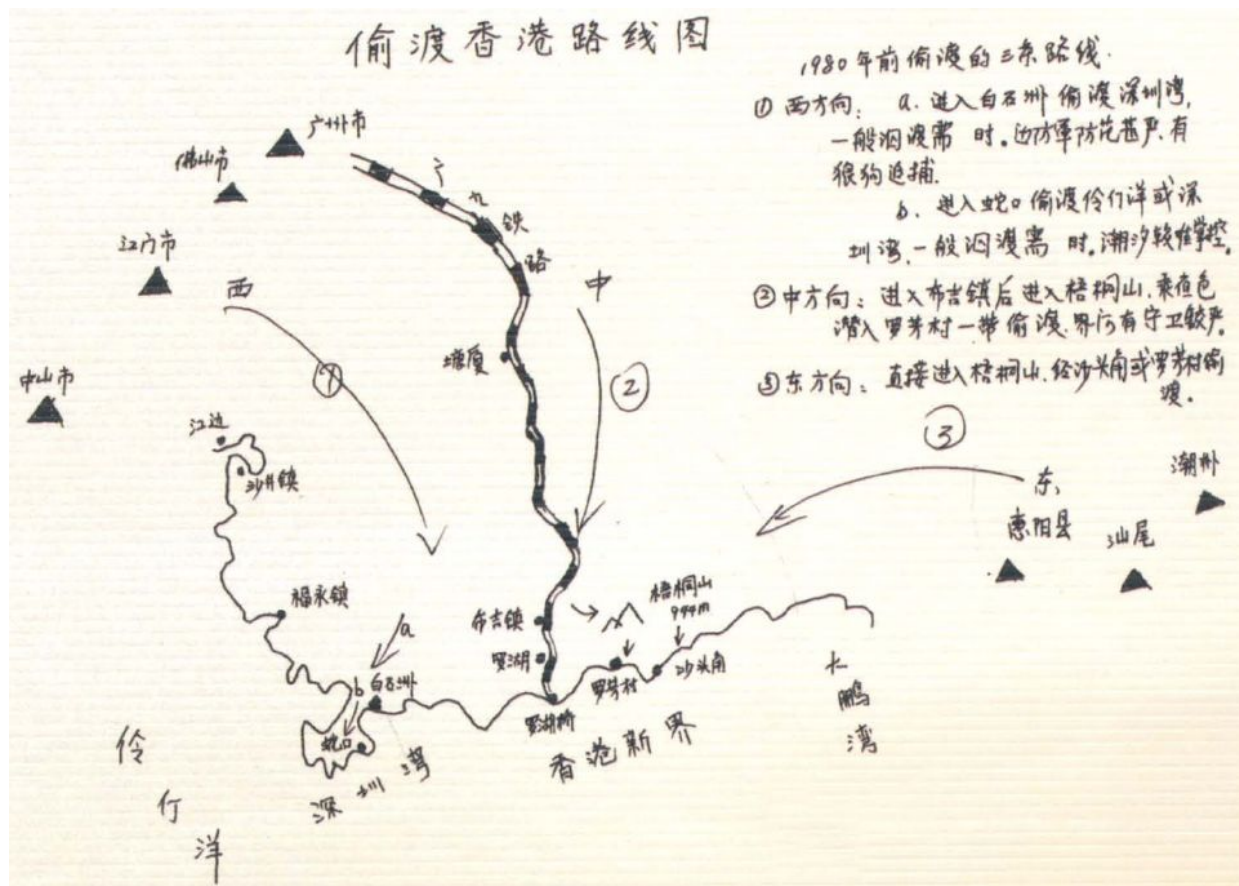 偷渡香港路线图
1980年前偷渡的三条路线.
① 西方向: a. 进入白石洲偷渡深圳湾,
一般泅渡需 时。边防军防范甚严.有
狼狗追捕.
b. 进入蛇口偷渡伶仃洋或深
圳湾,一般泅渡需 时。潮汐较难掌控.
② 中方向: 进入布吉镇后进入梧桐山.乘夜色
潜入罗芳村一带偷渡.界河有守卫较严。
③ 东方向: 直接进入梧桐山.经沙头角或罗芳村偷
渡。
广州市
佛山市
江门市
中山市
广九铁路
西
①
中
②
塘厦
江边
沙井镇
③
东
潮州
惠阳县
汕尾
福永镇
a
布吉镇
罗湖
梧桐山
944m
b
白石洲
蛇口
罗湖桥
罗芳村
沙头角
大鹏湾
香港新界
深圳湾
伶仃洋